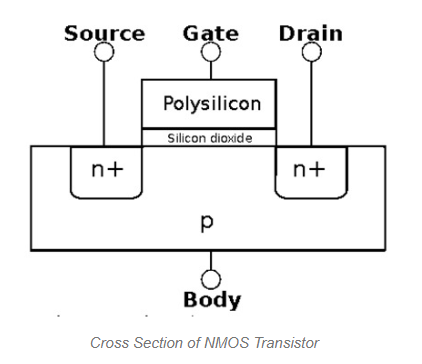 Source Gate Drain
Polysilicon
Silicon dioxide
n+ n+
p
Body
Cross Section of NMOS Transistor